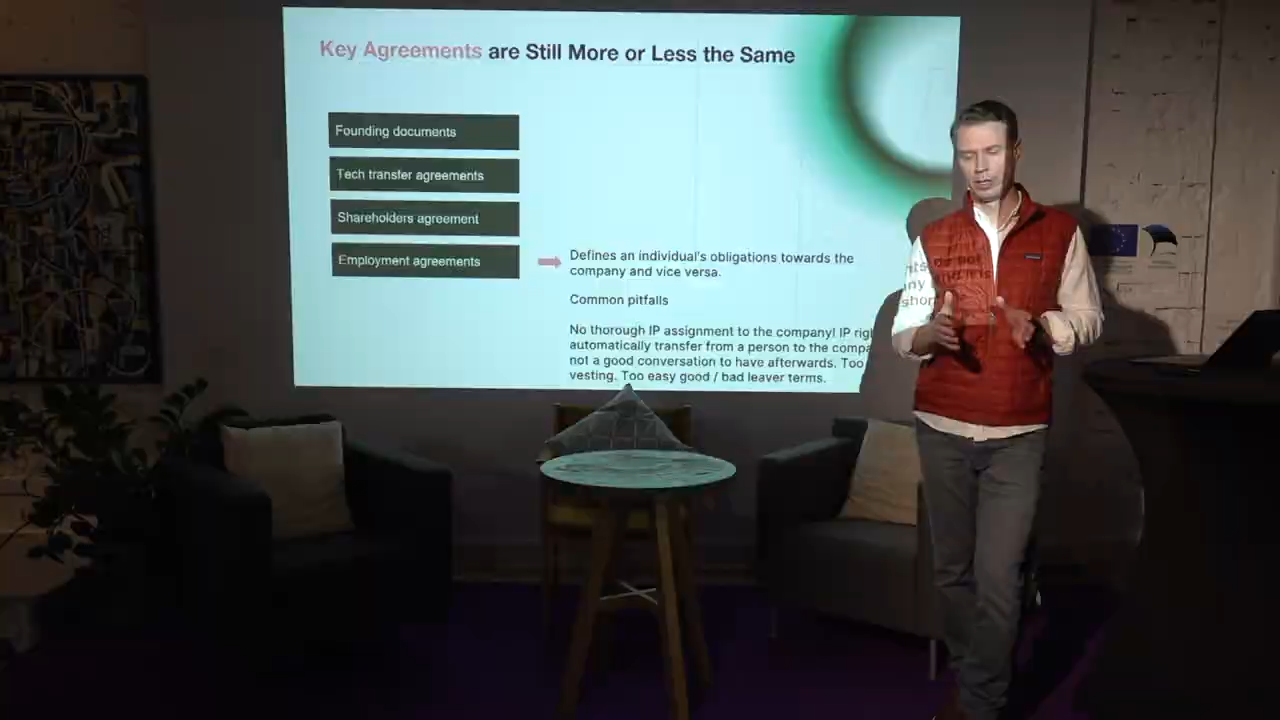 Key Agreements are Still More or Less the Same
Founding documents
Tech transfer agreements
Shareholders agreement
Employment agreements
Defines an individual's obligations towards the
company and vice versa.
Common pitfalls
No thorough IP assignment to the company! IP
automatically transfer from a person to the
not a good conversation to have afterwards. Too
vesting. Too easy good / bad leaver terms.